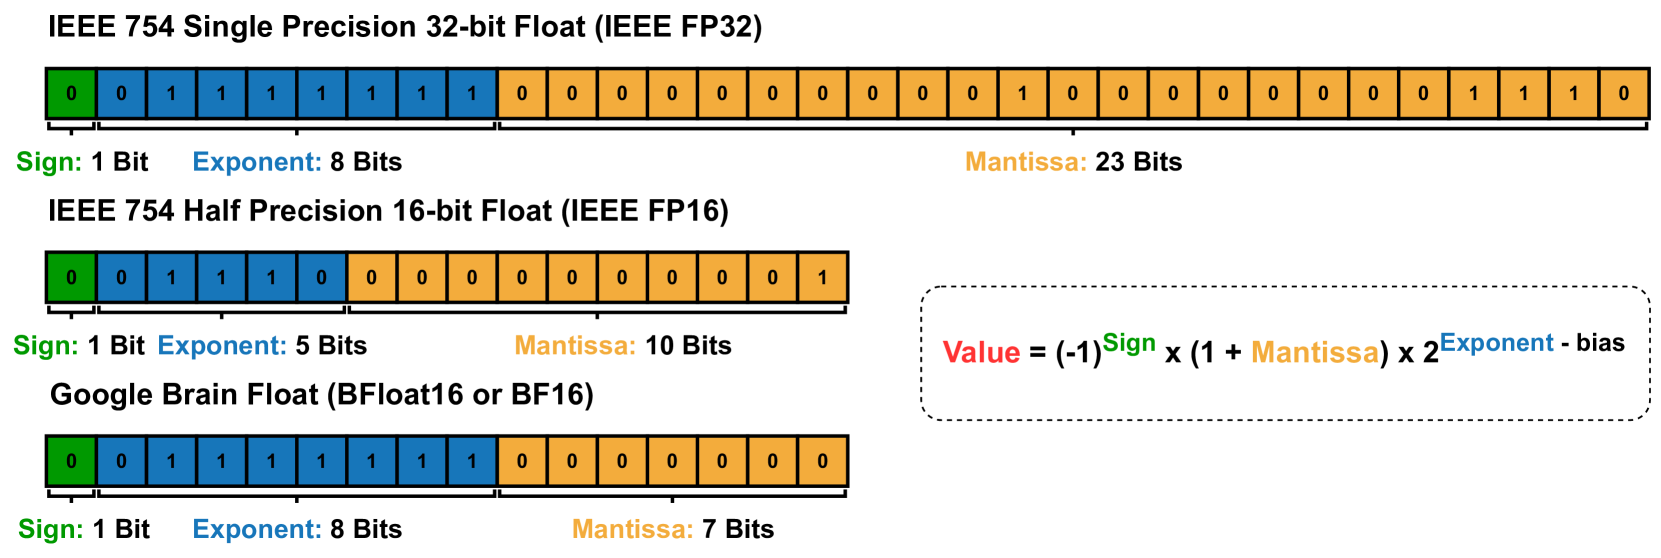 IEEE 754 Single Precision 32-bit Float (IEEE FP32)
0 0 1 1 1 1 1 1 1 0 0 0 0 0 0 0 0 0 0 1 0 0 0 0 0 0 0 0 1 1 1 0
Sign: 1 Bit Exponent: 8 Bits Mantissa: 23 Bits
IEEE 754 Half Precision 16-bit Float (IEEE FP16)
0 0 1 1 1 0 0 0 0 0 0 0 0 0 0 1
Sign: 1 Bit Exponent: 5 Bits Mantissa: 10 Bits
Value = (-1)^Sign x (1 + Mantissa) x 2^Exponent - bias
Google Brain Float (BFloat16 or BF16)
0 0 1 1 1 1 1 1 1 0 0 0 0 0 0 0
Sign: 1 Bit Exponent: 8 Bits Mantissa: 7 Bits